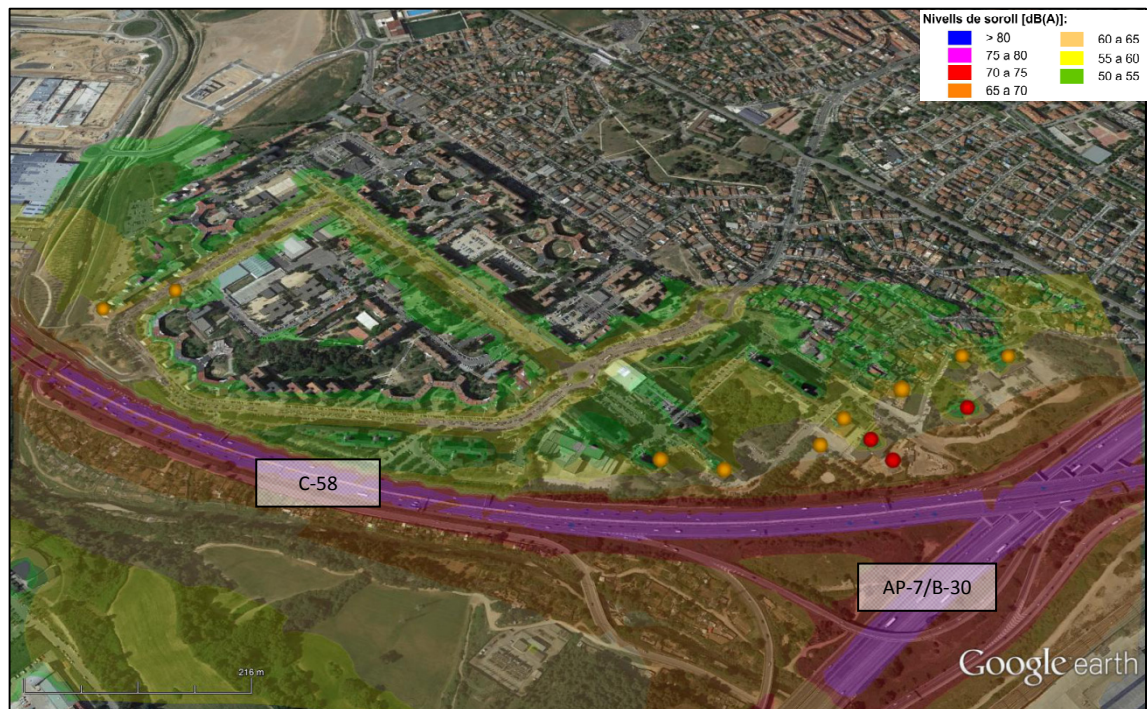 Nivells de soroll [dB(A)]:
> 80
75 a 80
70 a 75
65 a 70
60 a 65
55 a 60
50 a 55
C-58
AP-7/B-30
216 m
Google earth